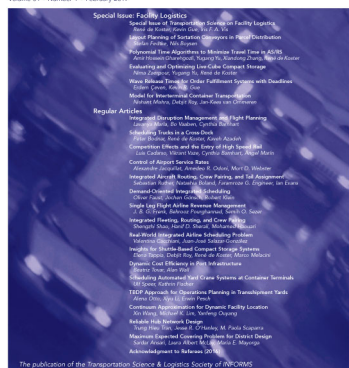 Special Issue: Facility Logistics
Special Issue of Transportation Science on Facility Logistics
René de Koster, Kevin Gue, Iris F. A. Vis
Layout Planning of Sortation Conveyors in Parcel Distribution
Stefan Fedtke, Nils Boysen
Polynomial Time Algorithms to Minimize Travel Time in AS/RS
Amir Hossein Gharehgozli, Yugang Yu, Xiandong Zhang, René de Koster
Evaluating and Optimizing Live-Cube Compact Storage
Nima Zaerpour, Yugang Yu, René de Koster
Wave Release Times for Order Fulfillment Systems with Deadlines
Erdem Çeven, Kevin R. Gue
Model for Interterminal Container Transportation
Nishant Mishra, Debjit Roy, Jan-Kees van Ommeren
Regular Articles
Integrated Disruption Management and Flight Planning
Lavanya Marla, Bo Vaaben, Cynthia Barnhart
Scheduling Trucks in a Cross-Dock
Peter Bodnar, René de Koster, Kaveh Azadeh
Competition Effects and the Entry of High Speed Rail
Luis Cadarso, Vikrant Vaze, Cynthia Barnhart, Ángel Marín
Control of Airport Service Rates
Alexandre Jacquillat, Amedeo R. Odoni, Mort D. Webster
Integrated Aircraft Routing, Crew Pairing, and Tail Assignment
Sebastian Ruther, Natashia Boland, Faramroze G. Engineer, Ian Evans
Demand-Oriented Integrated Scheduling
Oliver Faust, Jochen Gönsch, Robert Klein
Single Leg Flight Airline Revenue Management
Integrated Fleeting, Routing, and Crew Pairing
Shengzhi Shao, Hanif D. Sherali, Mohamed Haouari
Real-World Integrated Airline Scheduling Problem
Valentina Cacchiani, Juan-José Salazar-González
Insights for Shuttle-Based Compact Storage Systems
Elena Tappia, Debjit Roy, René de Koster, Marco Melacini
Dynamic Cost Efficiency in Port Infrastructure
Beatriz Tovar, Alan Wall
Scheduling Automated Yard Crane Systems at Container Terminals
Ulf Speer, Kathrin Fischer
TBDP Approach for Operations Planning in Transshipment Yards
Alena Otto, Xiyu Li, Erwin Pesch
Continuum Approximation for Dynamic Facility Location
Xin Wang, Michael K. Lim, Yanfeng Ouyang
Reliable Hub Network Design
Trung Hieu Tran, Jesse R. O'Hanley, M. Paola Scaparra
Maximum Expected Covering Problem for District Design
Sardar Ansari, Laura Albert McLay, Maria E. Mayorga
Acknowledgment to Referees (2016)
The publication of the Transportation Science & Logistics Society of INFORMS